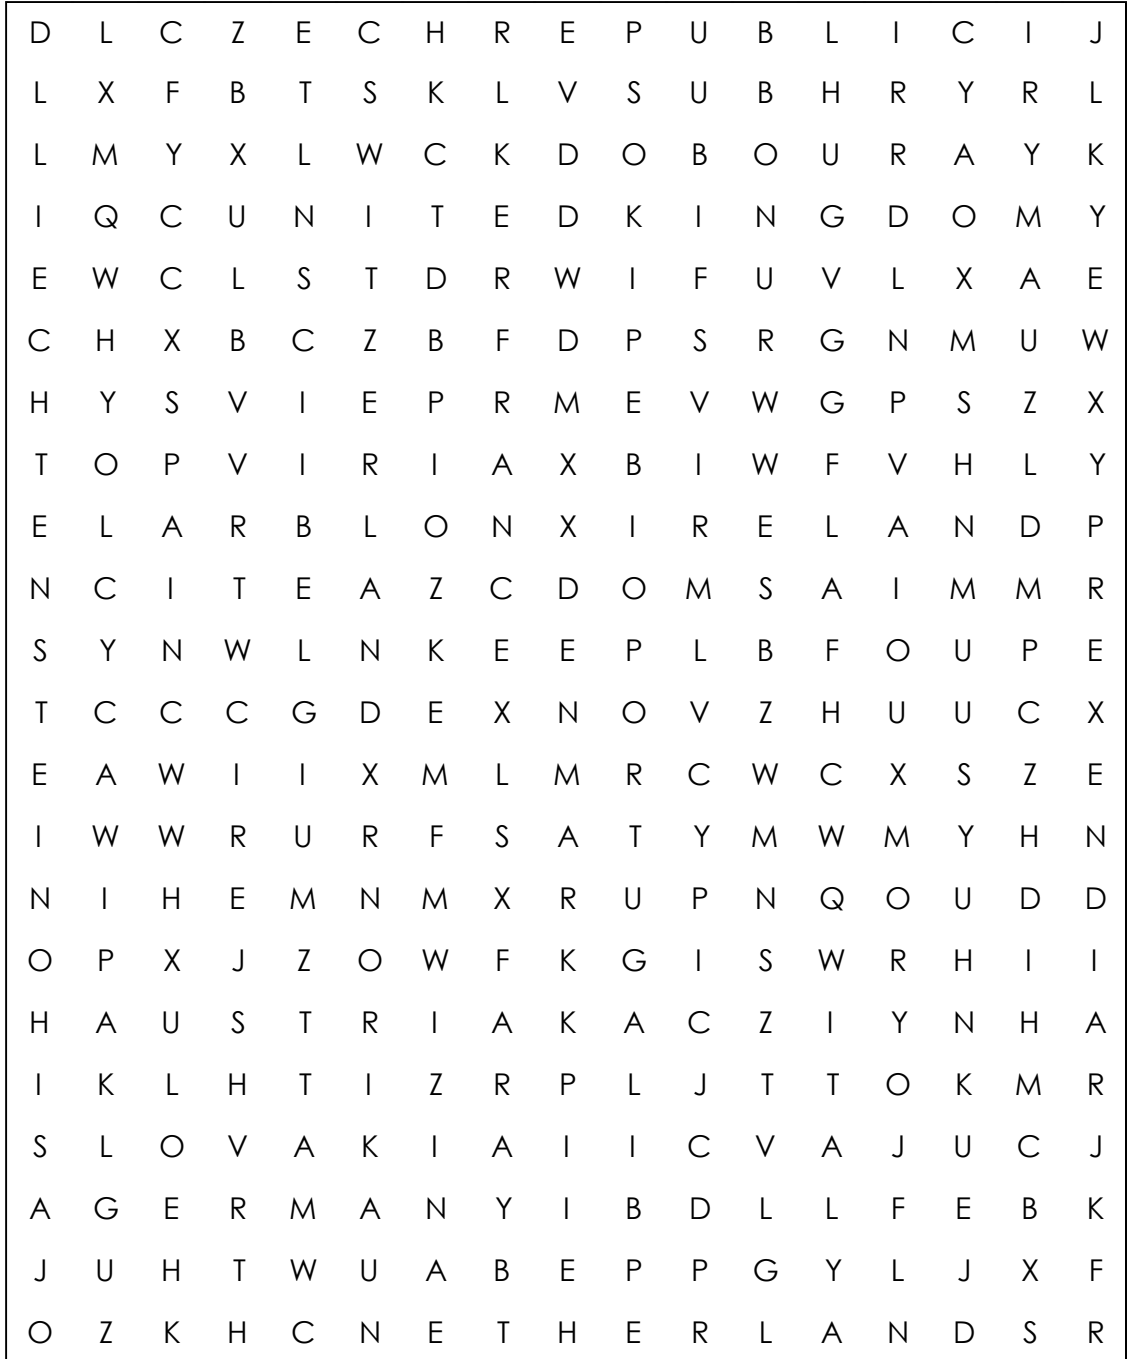 D L C Z E C H R E P U B L I C I J
L X F B T S K L V S U B H R Y R L
L M Y X L W C K D O B O U R A Y K
I Q C U N I T E D K I N G D O M Y
E W C L S T D R W I F U V L X A E
C H X B C Z B F D P S R G N M U W
H Y S V I E P R M E V W G P S Z X
T O P V I R I A X B I W F V H L Y
E L A R B L O N X I R E L A N D P
N C I T E A Z C D O M S A I M M R
S Y N W L N K E E P L B F O U P E
T C C C G D E X N O V Z H U U C X
E A W I I X M L M R C W C X S Z E
I W W R U R F S A T Y M W M Y H N
N I H E M N M X R U P N Q O U D D
O P X J Z O W F K G I S W R H I I
H A U S T R I A K A C Z I Y N H A
I K L H T I Z R P L J T T O K M R
S L O V A K I A I I C V A J U C J
A G E R M A N Y I B D L L F E B K
J U H T W U A B E P P G Y L J X F
O Z K H C N E T H E R L A N D S R